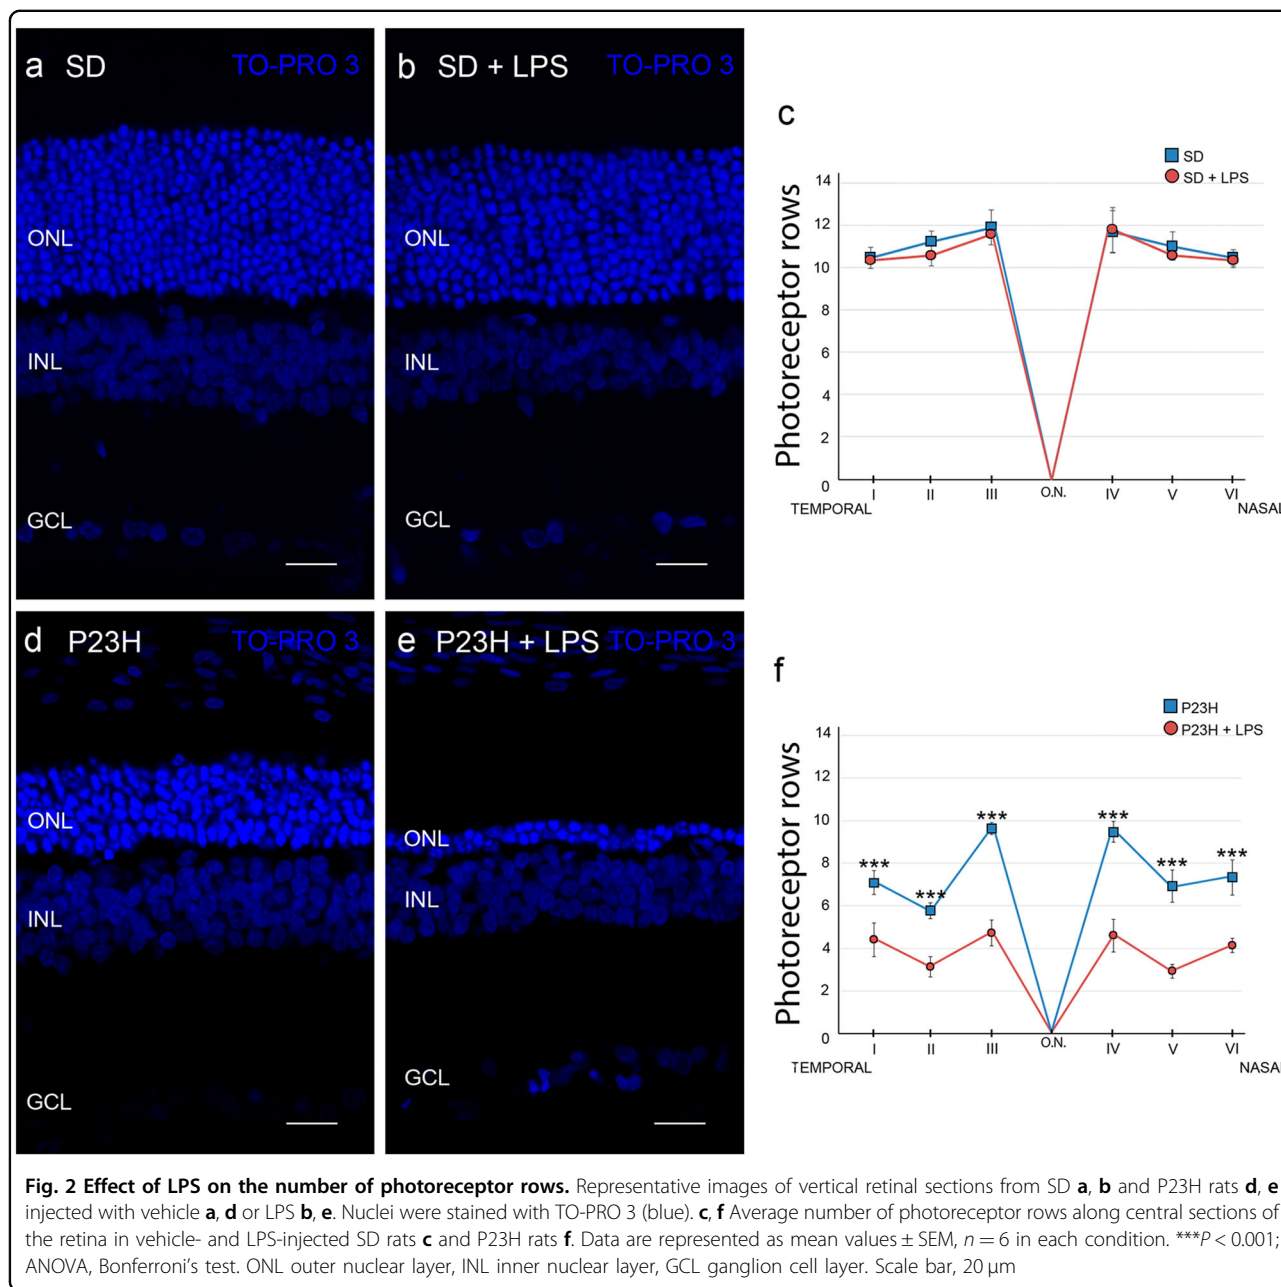 a SD TO-PRO 3
ONL
INL
GCL
b SD + LPS TO-PRO 3
ONL
INL
GCL
c
SD
SD + LPS
Photoreceptor rows
14
12
10
8
6
4
2
0
I II III O.N. IV V VI
TEMPORAL NASAL
d P23H TO-PRO 3
ONL
INL
GCL
e P23H + LPS TO-PRO 3
ONL
INL
GCL
f
P23H
P23H + LPS
Photoreceptor rows
14
12
10
8
6
4
2
0
*** *** *** *** *** ***
I II III O.N. IV V VI
TEMPORAL NASAL
Fig. 2 Effect of LPS on the number of photoreceptor rows. Representative images of vertical retinal sections from SD a, b and P23H rats d, e
injected with vehicle a, d or LPS b, e. Nuclei were stained with TO-PRO 3 (blue). c, f Average number of photoreceptor rows along central sections of
the retina in vehicle- and LPS-injected SD rats c and P23H rats f. Data are represented as mean values ± SEM, n = 6 in each condition. ***P < 0.001;
ANOVA, Bonferroni's test. ONL outer nuclear layer, INL inner nuclear layer, GCL ganglion cell layer. Scale bar, 20 μm